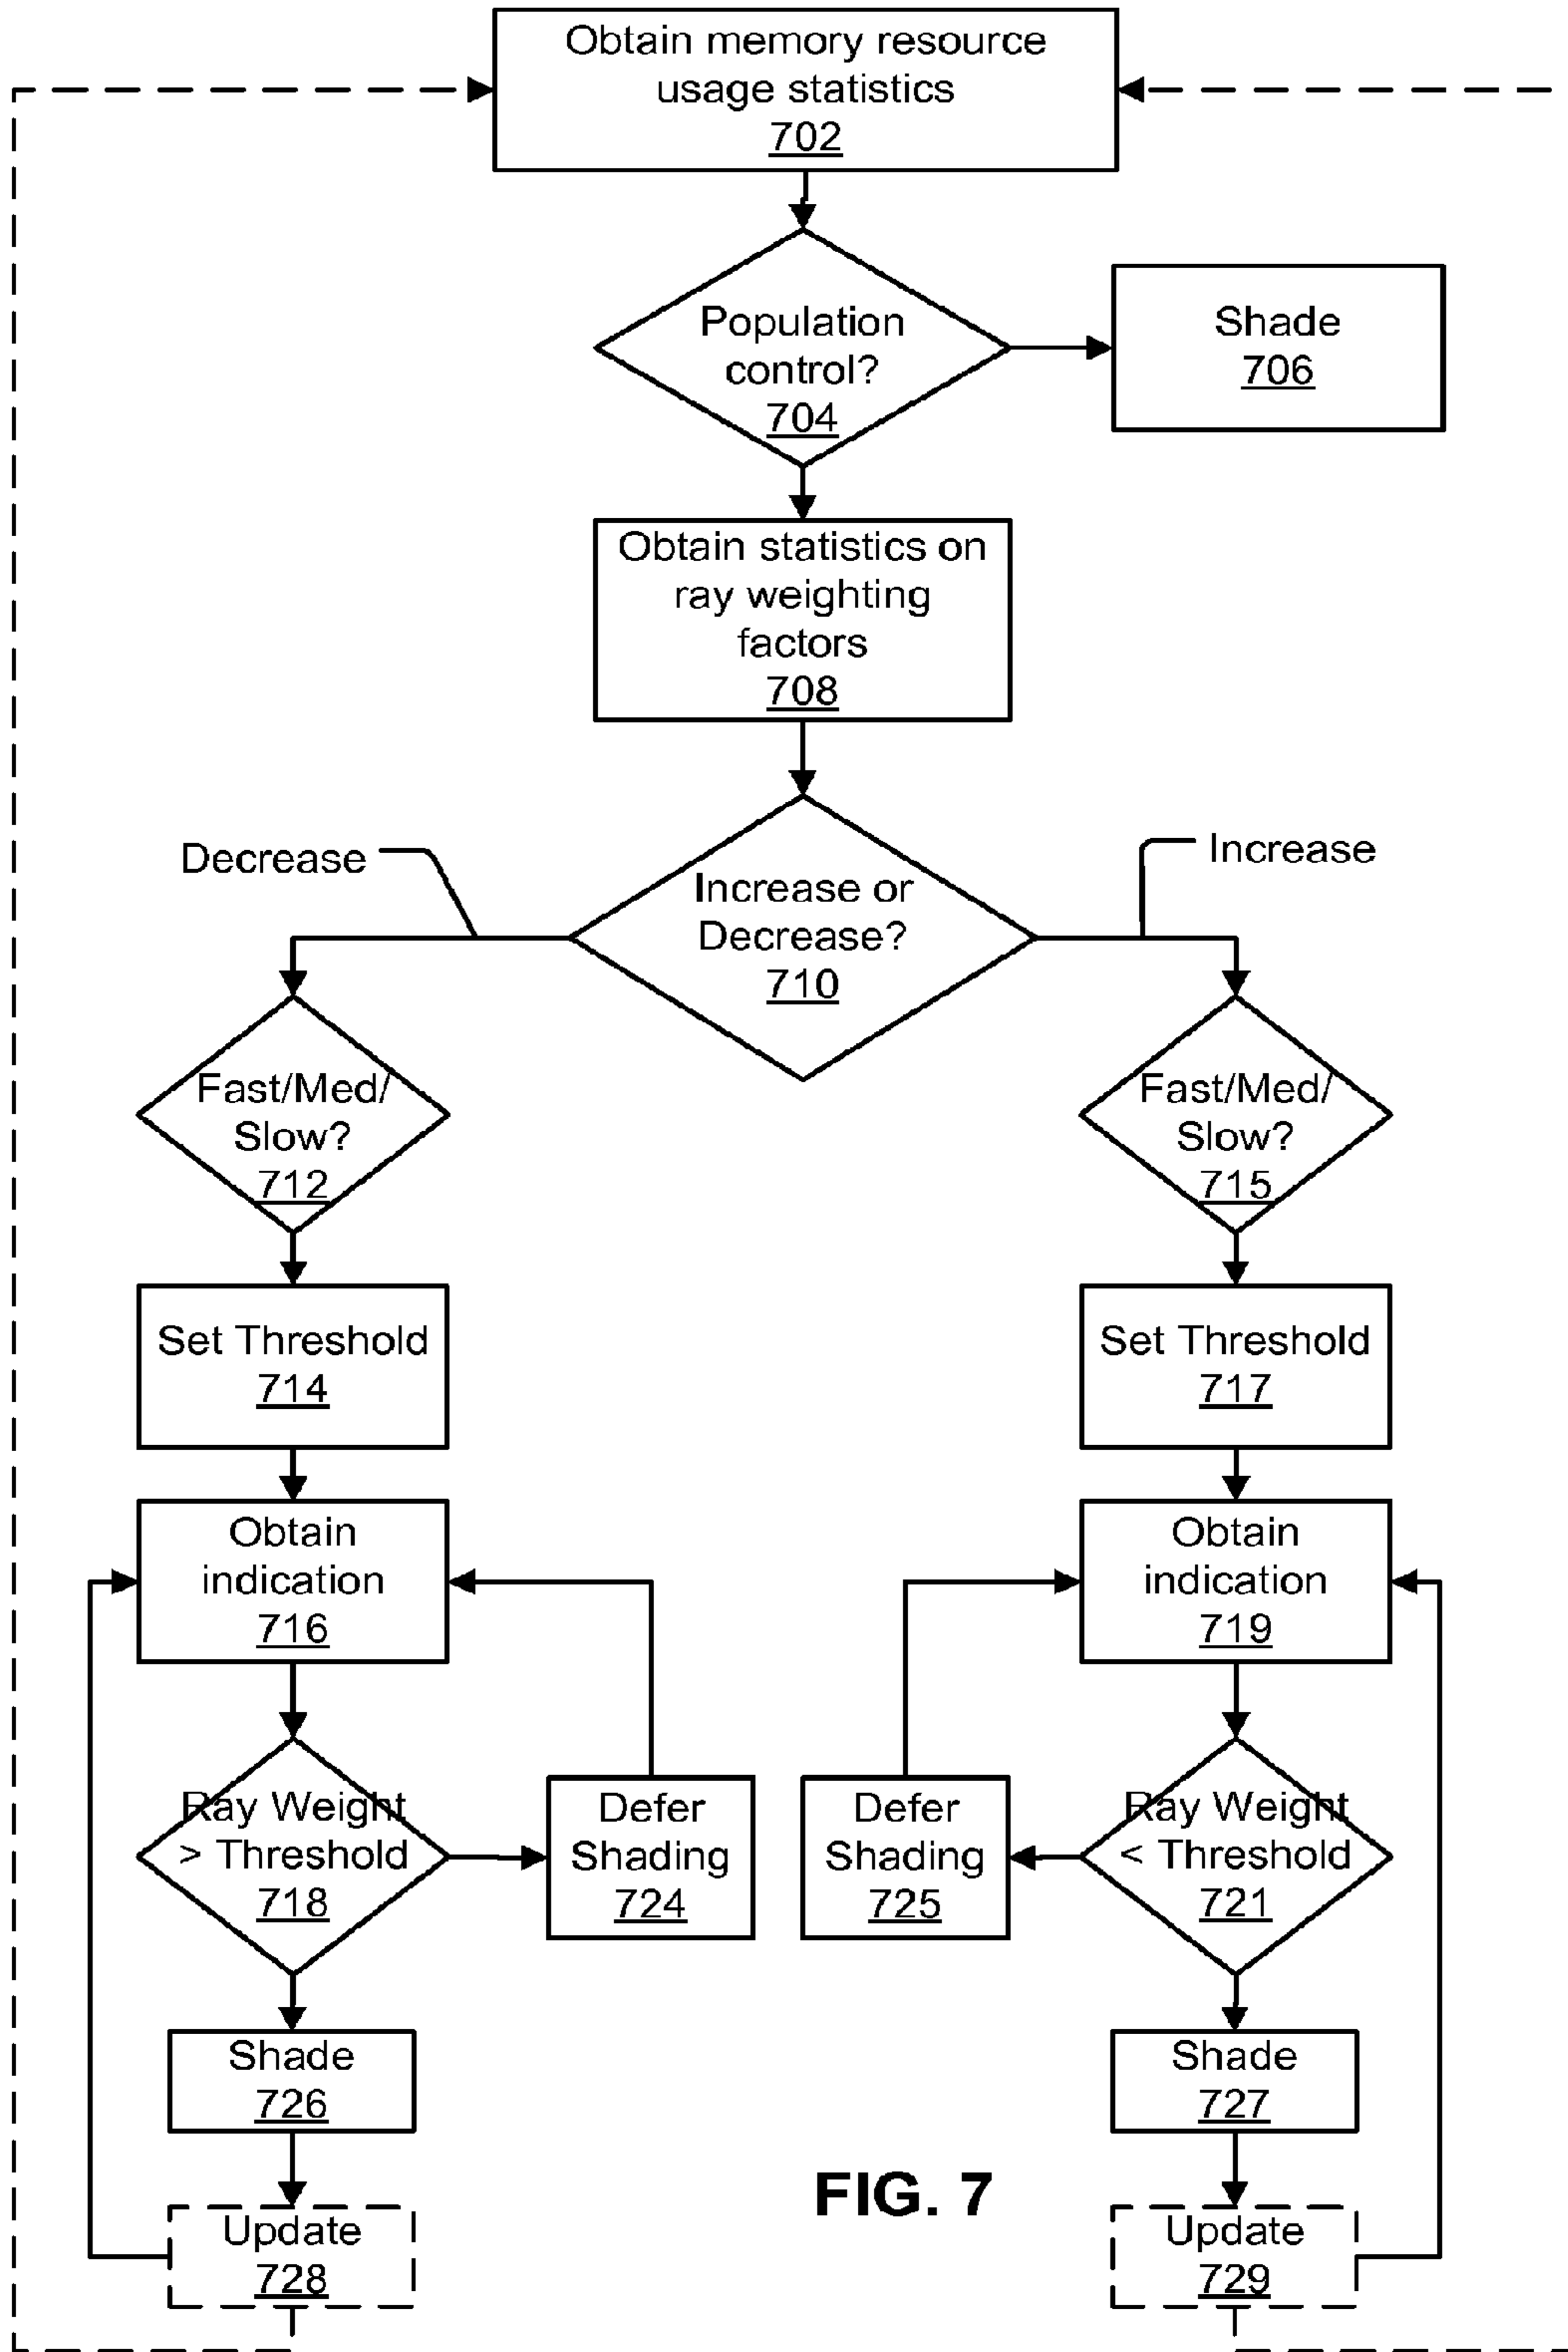 Obtain memory resource
usage statistics
702
Population
control?
704
Shade
706
Obtain statistics on
ray weighting
factors
708
Decrease
Increase
Increase or
Decrease?
710
Fast/Med/
Slow?
712
Fast/Med/
Slow?
715
Set Threshold
714
Set Threshold
717
Obtain
indication
716
Obtain
indication
719
Ray Weight
> Threshold
718
Defer
Shading
724
Defer
Shading
725
Ray Weight
< Threshold
721
Shade
726
Shade
727
FIG. 7
Update
728
Update
729